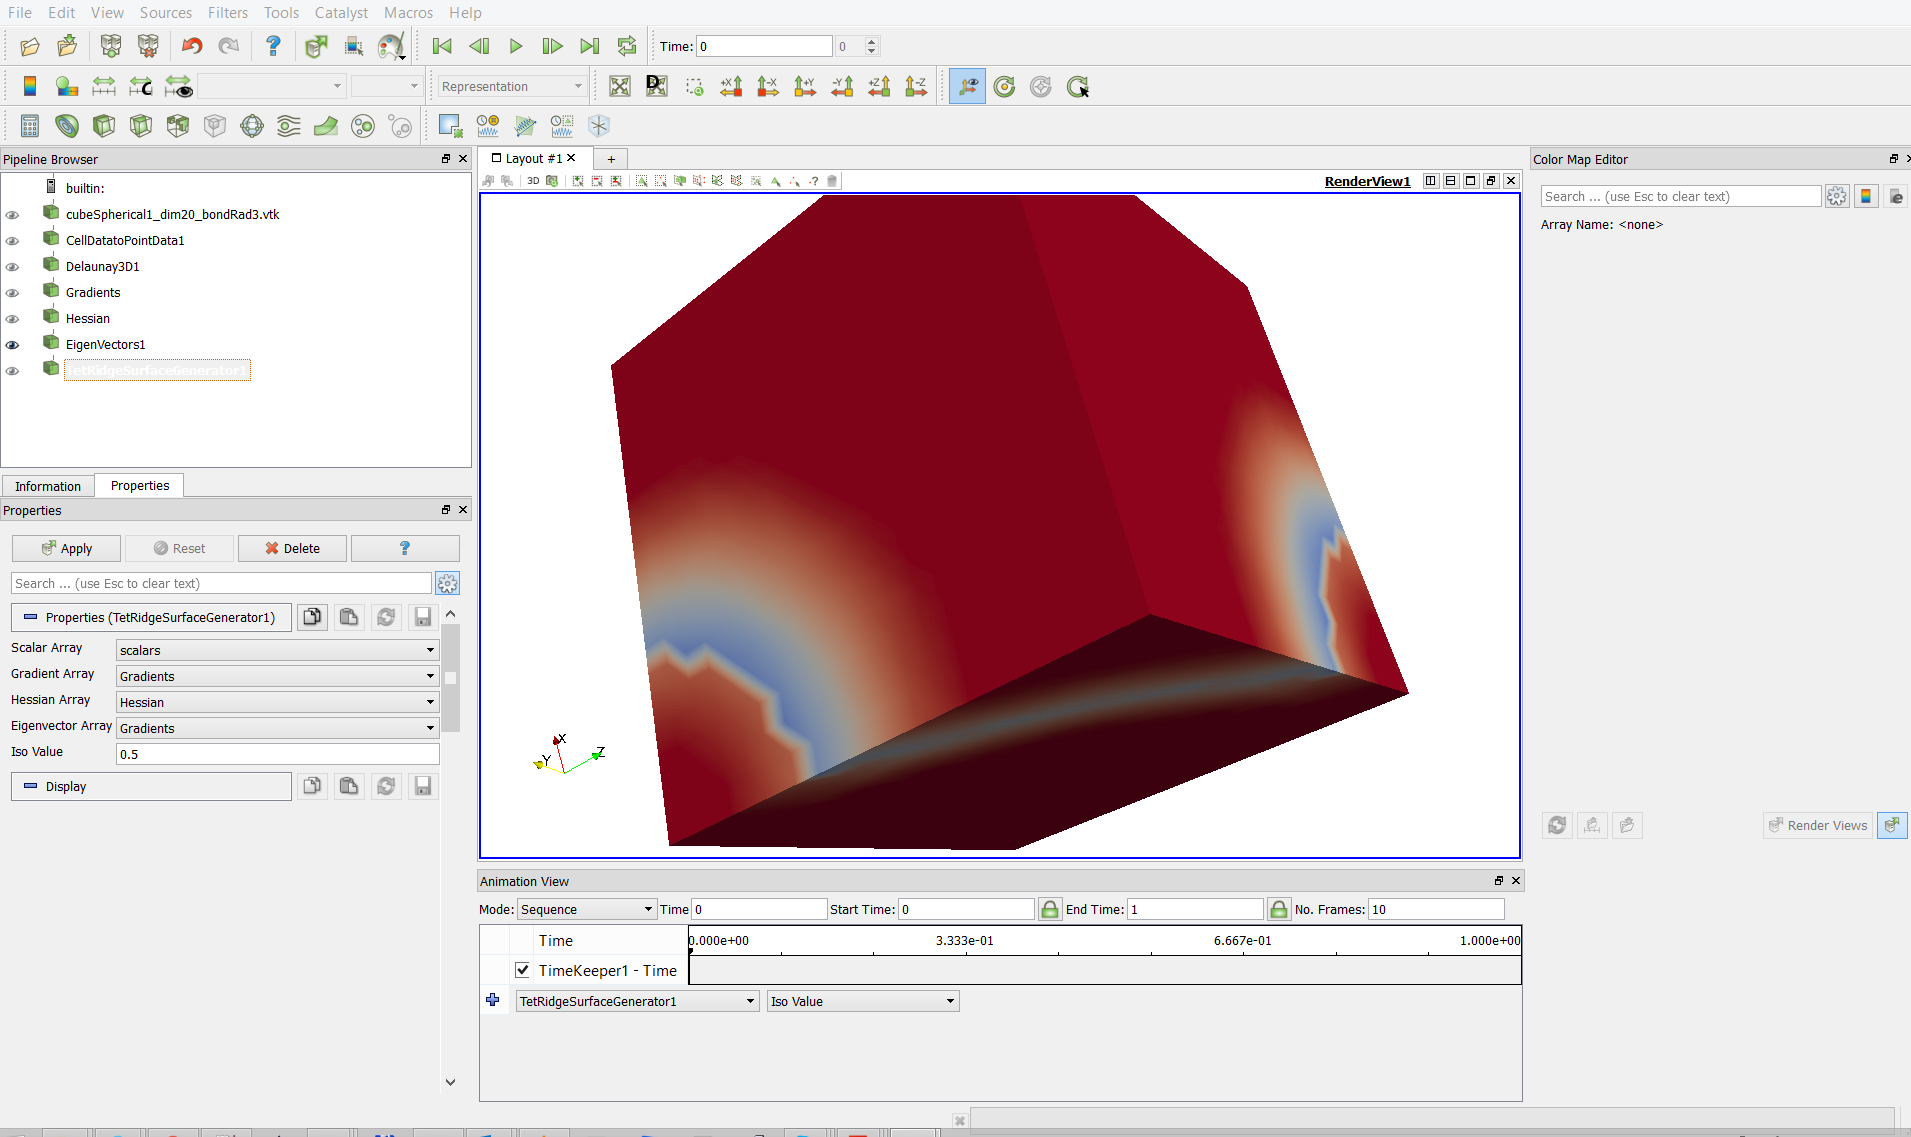 File Edit View Sources Filters Tools Catalyst Macros Help
Time: 0 0
Representation
D +X -X +Y -Y +Z -Z
Pipeline Browser
builtin:
cubeSpherical1_dim20_bondRad3.vtk
CellDatatoPointData1
Delaunay3D1
Gradients
Hessian
EigenVectors1
TetRidgeSurfaceGenerator1
Information Properties
Properties
Apply Reset Delete ?
Search ... (use Esc to clear text)
Properties (TetRidgeSurfaceGenerator1)
Scalar Array scalars
Gradient Array Gradients
Hessian Array Hessian
Eigenvector Array Gradients
Iso Value 0.5
Display
Layout #1 +
3D RenderView1
X
Y Z
Animation View
Mode: Sequence Time 0 Start Time: 0 End Time: 1 No. Frames: 10
Time 0.000e+00 3.333e-01 6.667e-01 1.000e+00
TimeKeeper1 - Time
TetRidgeSurfaceGenerator1 Iso Value
Color Map Editor
Search ... (use Esc to clear text)
Array Name: <none>
Render Views